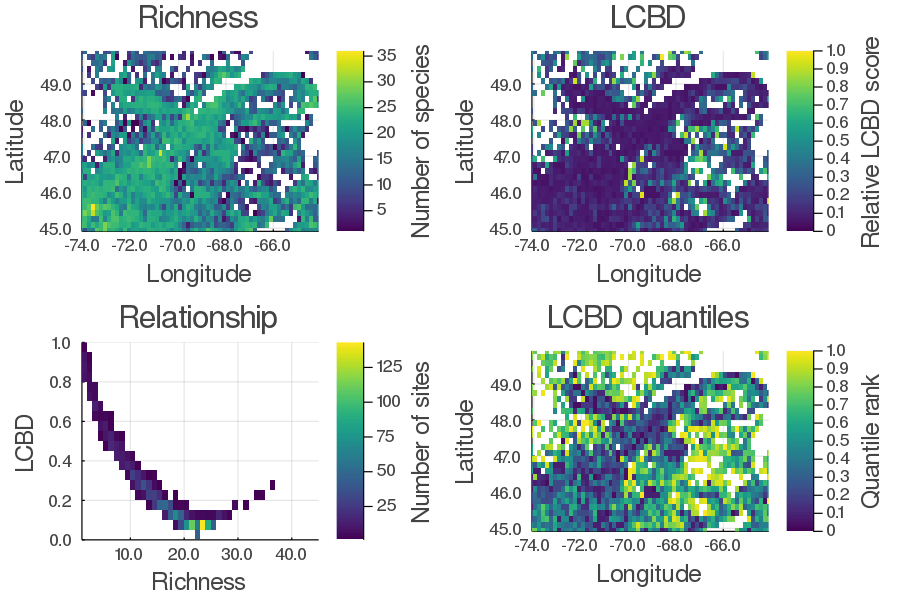 Richness
49.0
48.0
47.0
46.0
45.0
Latitude
-74.0 -72.0 -70.0 -68.0 -66.0
Longitude
35
30
25
20
15
10
5
Number of species
LCBD
49.0
48.0
47.0
46.0
45.0
Latitude
-74.0 -72.0 -70.0 -68.0 -66.0
Longitude
1.0
0.9
0.8
0.7
0.6
0.5
0.4
0.3
0.2
0.1
0
Relative LCBD score
Relationship
1.0
0.8
0.6
0.4
0.2
0.0
LCBD
10.0 20.0 30.0 40.0
Richness
125
100
75
50
25
Number of sites
LCBD quantiles
49.0
48.0
47.0
46.0
45.0
Latitude
-74.0 -72.0 -70.0 -68.0 -66.0
Longitude
1.0
0.9
0.8
0.7
0.6
0.5
0.4
0.3
0.2
0.1
0
Quantile rank